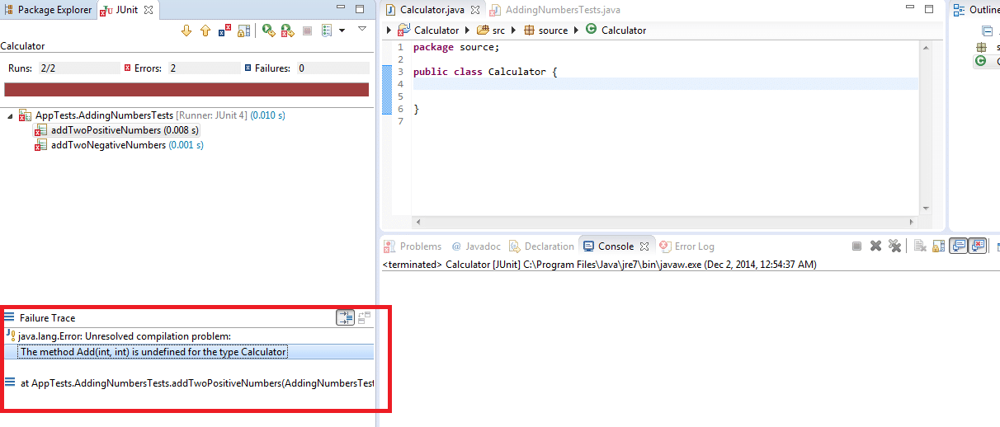 Package Explorer JUnit
Calculator
Runs: 2/2 Errors: 2 Failures: 0
AppTests.AddingNumbersTests [Runner: JUnit 4] (0.010 s)
addTwoPositiveNumbers (0.008 s)
addTwoNegativeNumbers (0.001 s)
Failure Trace
java.lang.Error: Unresolved compilation problem:
The method Add(int, int) is undefined for the type Calculator
at AppTests.AddingNumbersTests.addTwoPositiveNumbers(AddingNumbersTest
Calculator.java AddingNumbersTests.java
Calculator src source Calculator
1 package source;
2
3 public class Calculator {
4
5
6 }
7
Problems @ Javadoc Declaration Console Error Log
<terminated> Calculator [JUnit] C:\Program Files\Java\jre7\bin\javaw.exe (Dec 2, 2014, 12:54:37 AM)
Outline
s